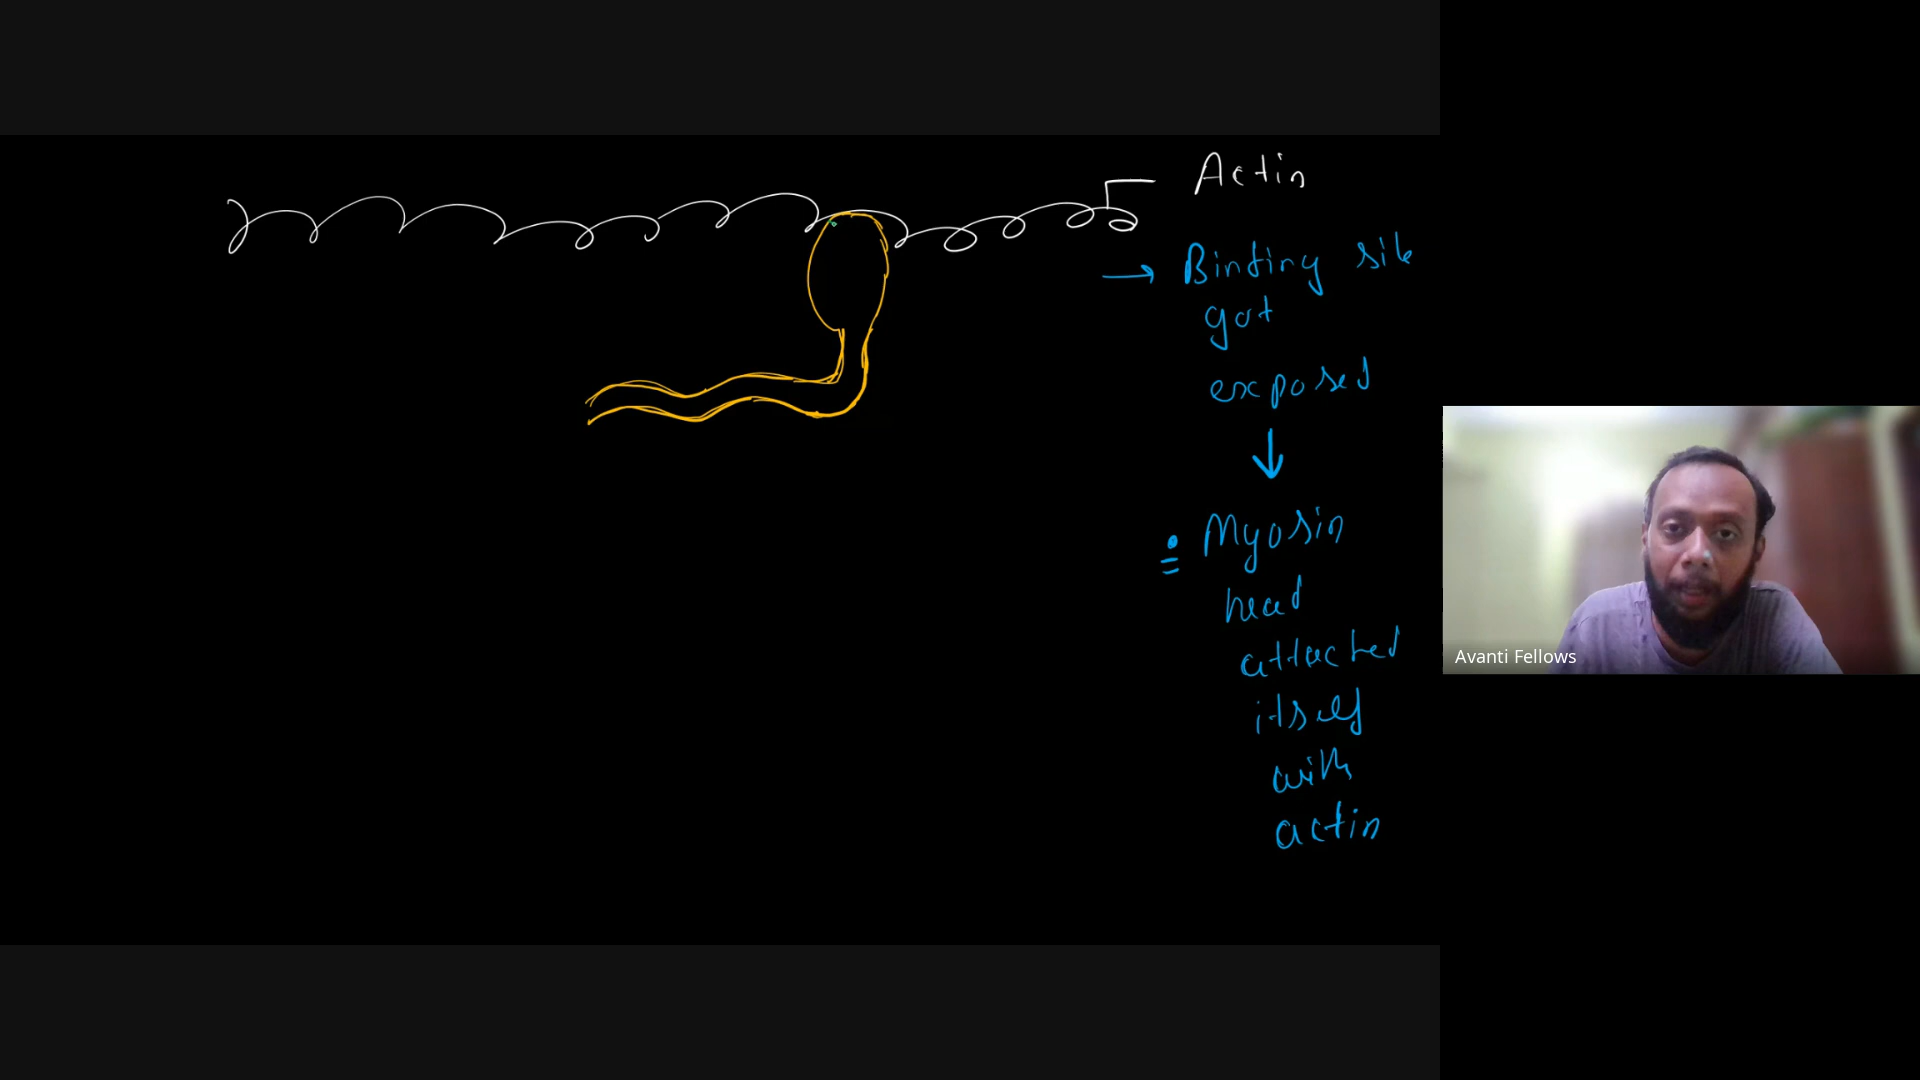 Actin
→ Binding site
got
exposed
↓
Myosin
head
attached
itself
with
actin
Avanti Fellows